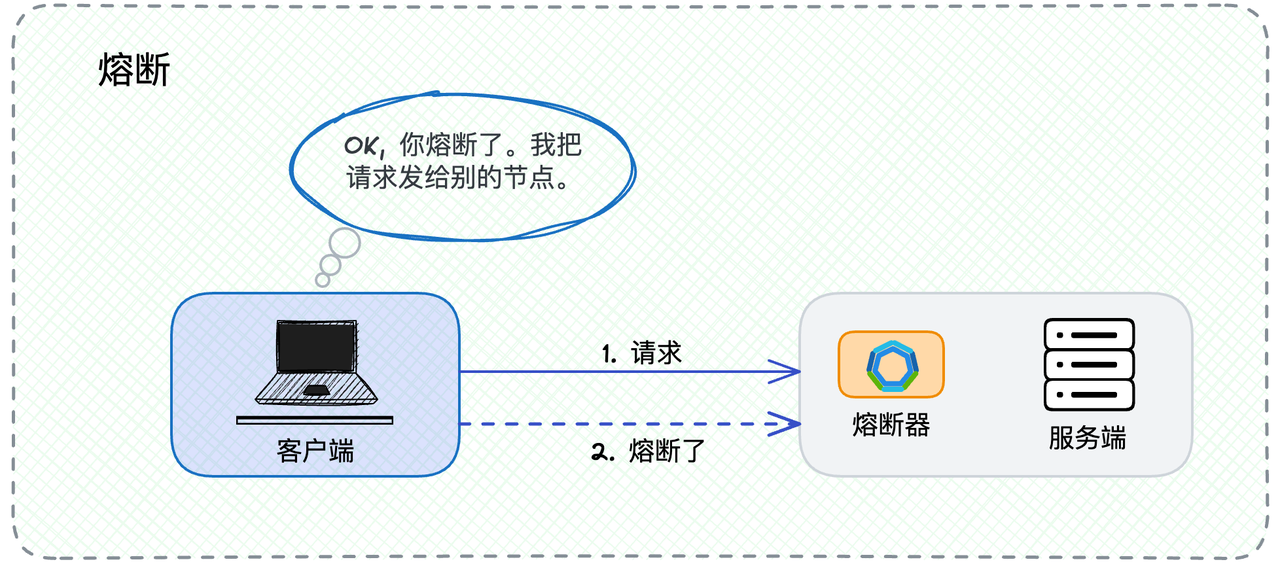 熔断
OK, 你熔断了。我把
请求发给别的节点。
1. 请求
熔断器
服务端
客户端
2. 熔断了